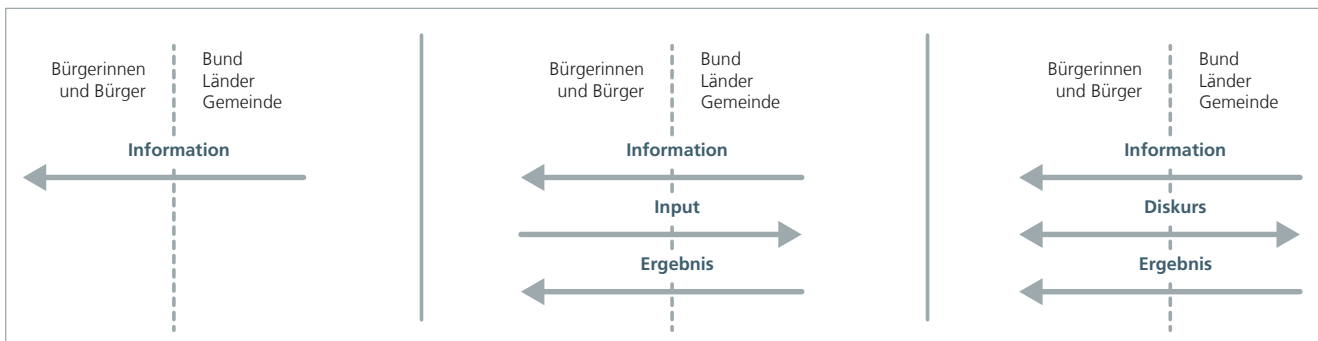 Bürgerinnen
und Bürger
Bund
Länder
Gemeinde
Information
Bürgerinnen
und Bürger
Bund
Länder
Gemeinde
Information
Input
Ergebnis
Bürgerinnen
und Bürger
Bund
Länder
Gemeinde
Information
Diskurs
Ergebnis